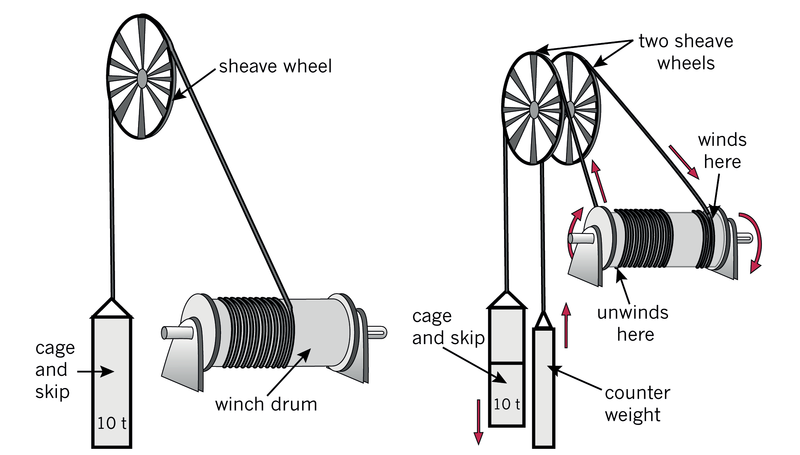 sheave wheel
cage
and
skip
10 t
winch drum
two sheave
wheels
winds
here
unwinds
here
cage
and skip
10 t
counter
weight